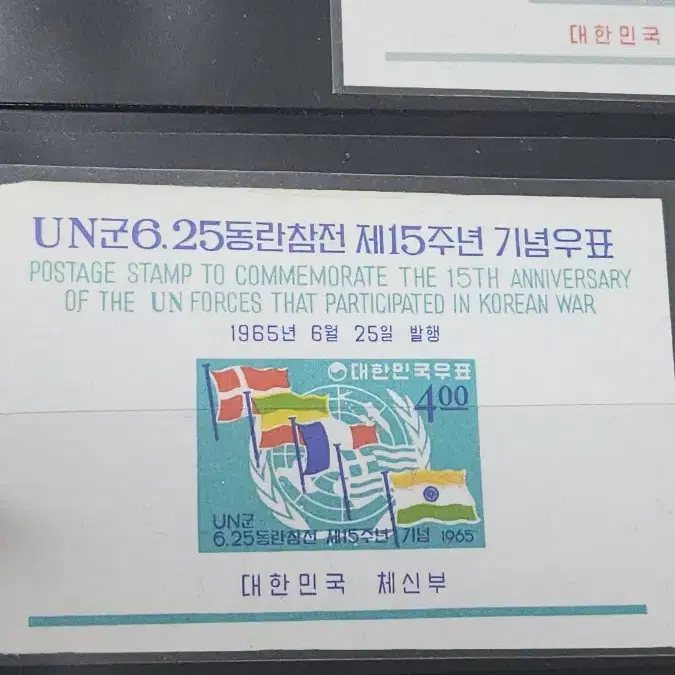 대한민국
UN군6.25동란참전 제15주년 기념우표
POSTAGE STAMP TO COMMEMORATE THE 15TH ANNIVERSARY
OF THE UN FORCES THAT PARTICIPATED IN KOREAN WAR
1965년 6월 25일 발행
대한민국우표
4.00
UN군
6.25동란참전 제15주년 기념 1965
대한민국 체신부